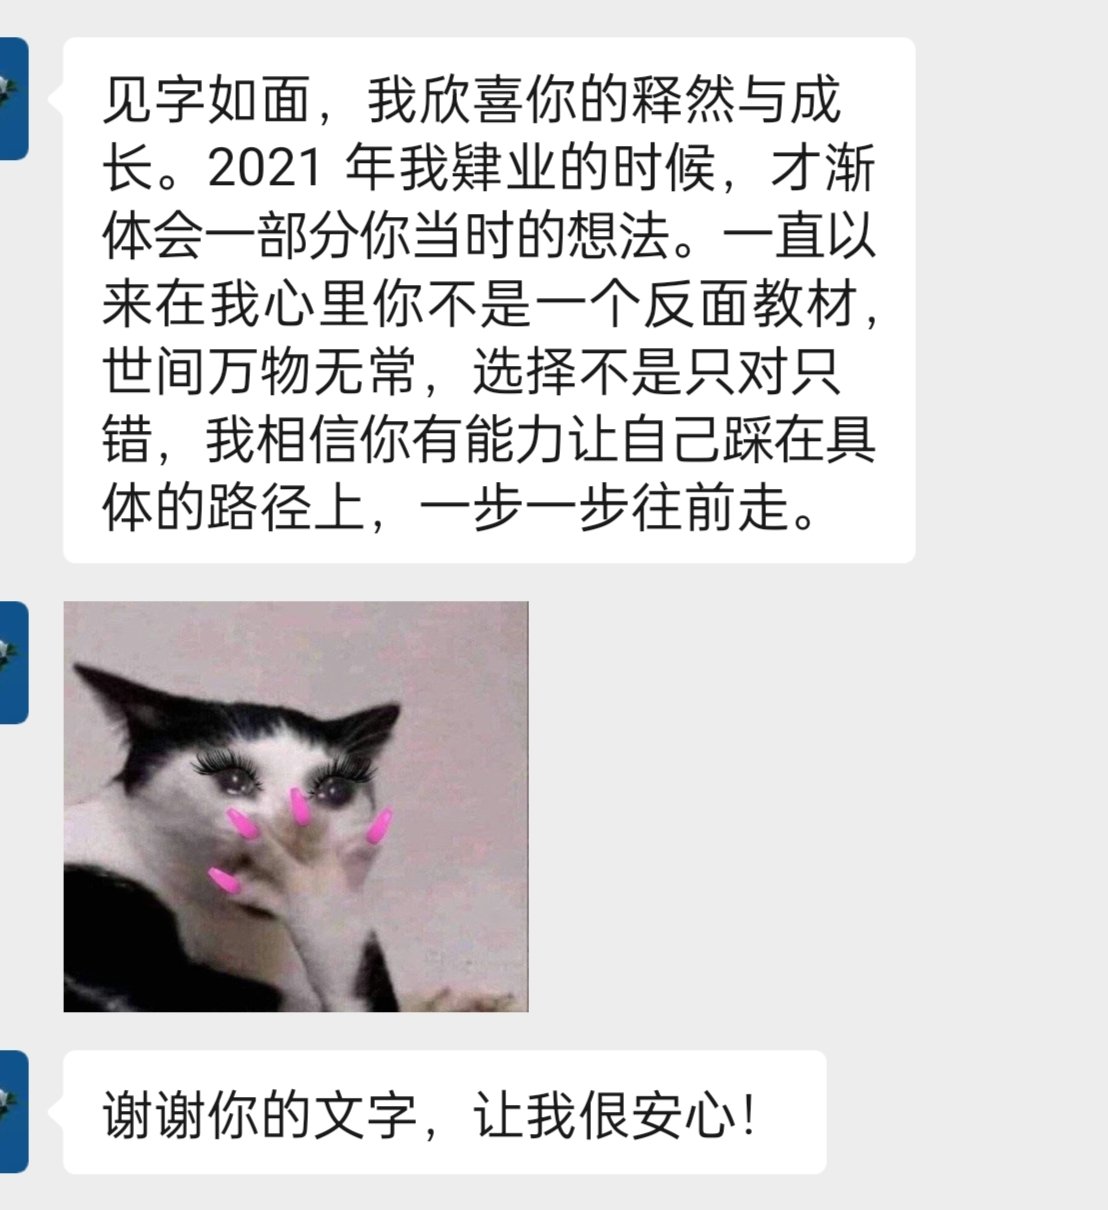 见字如面，我欣喜你的释然与成
长。2021 年我肄业的时候，才渐
体会一部分你当时的想法。一直以
来在我心里你不是一个反面教材，
世间万物无常，选择不是只对只
错，我相信你有能力让自己踩在具
体的路径上，一步一步往前走。
谢谢你的文字，让我很安心！